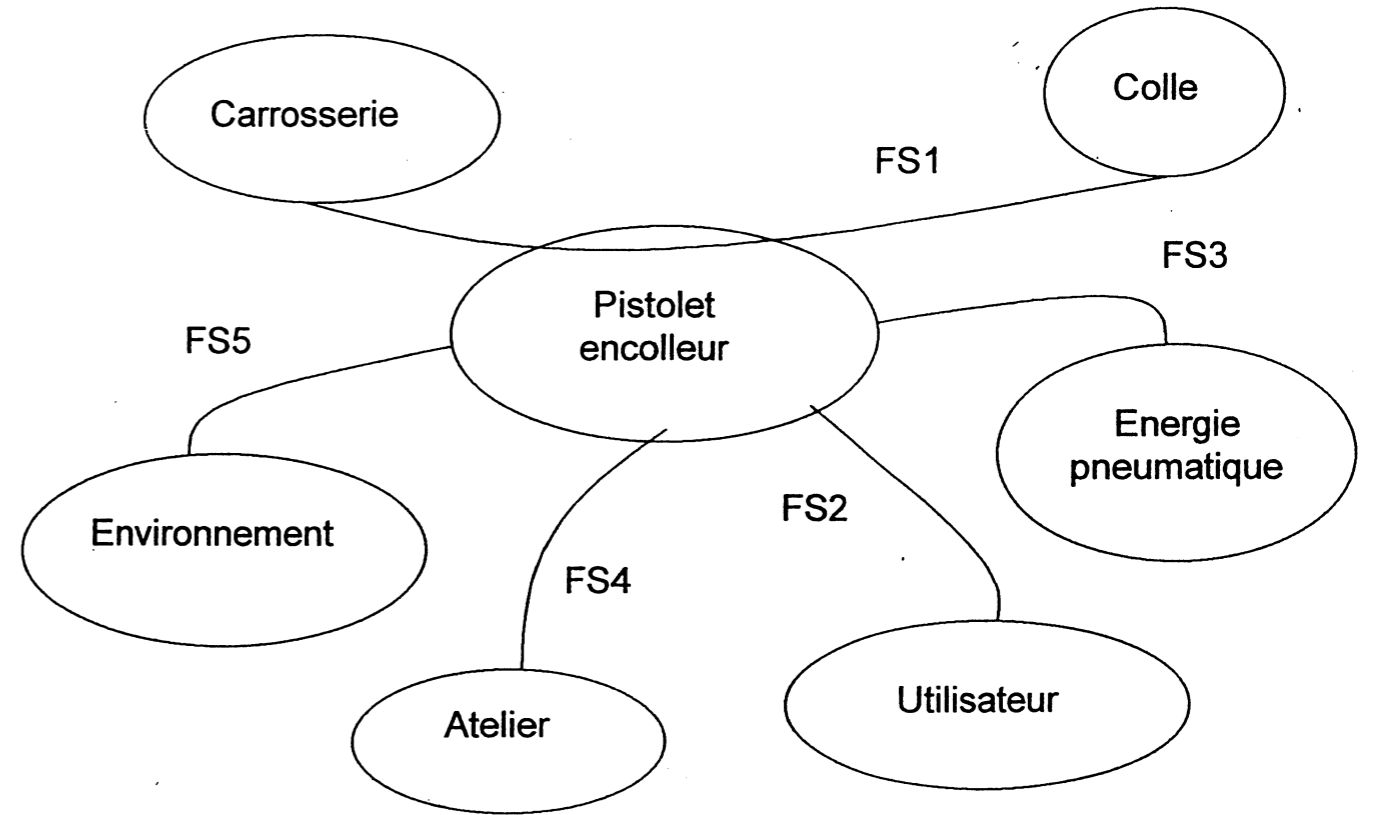 Carrosserie
Colle
FS1
FS3
Pistolet
encolleur
FS5
Energie
pneumatique
FS2
Environnement
FS4
Utilisateur
Atelier